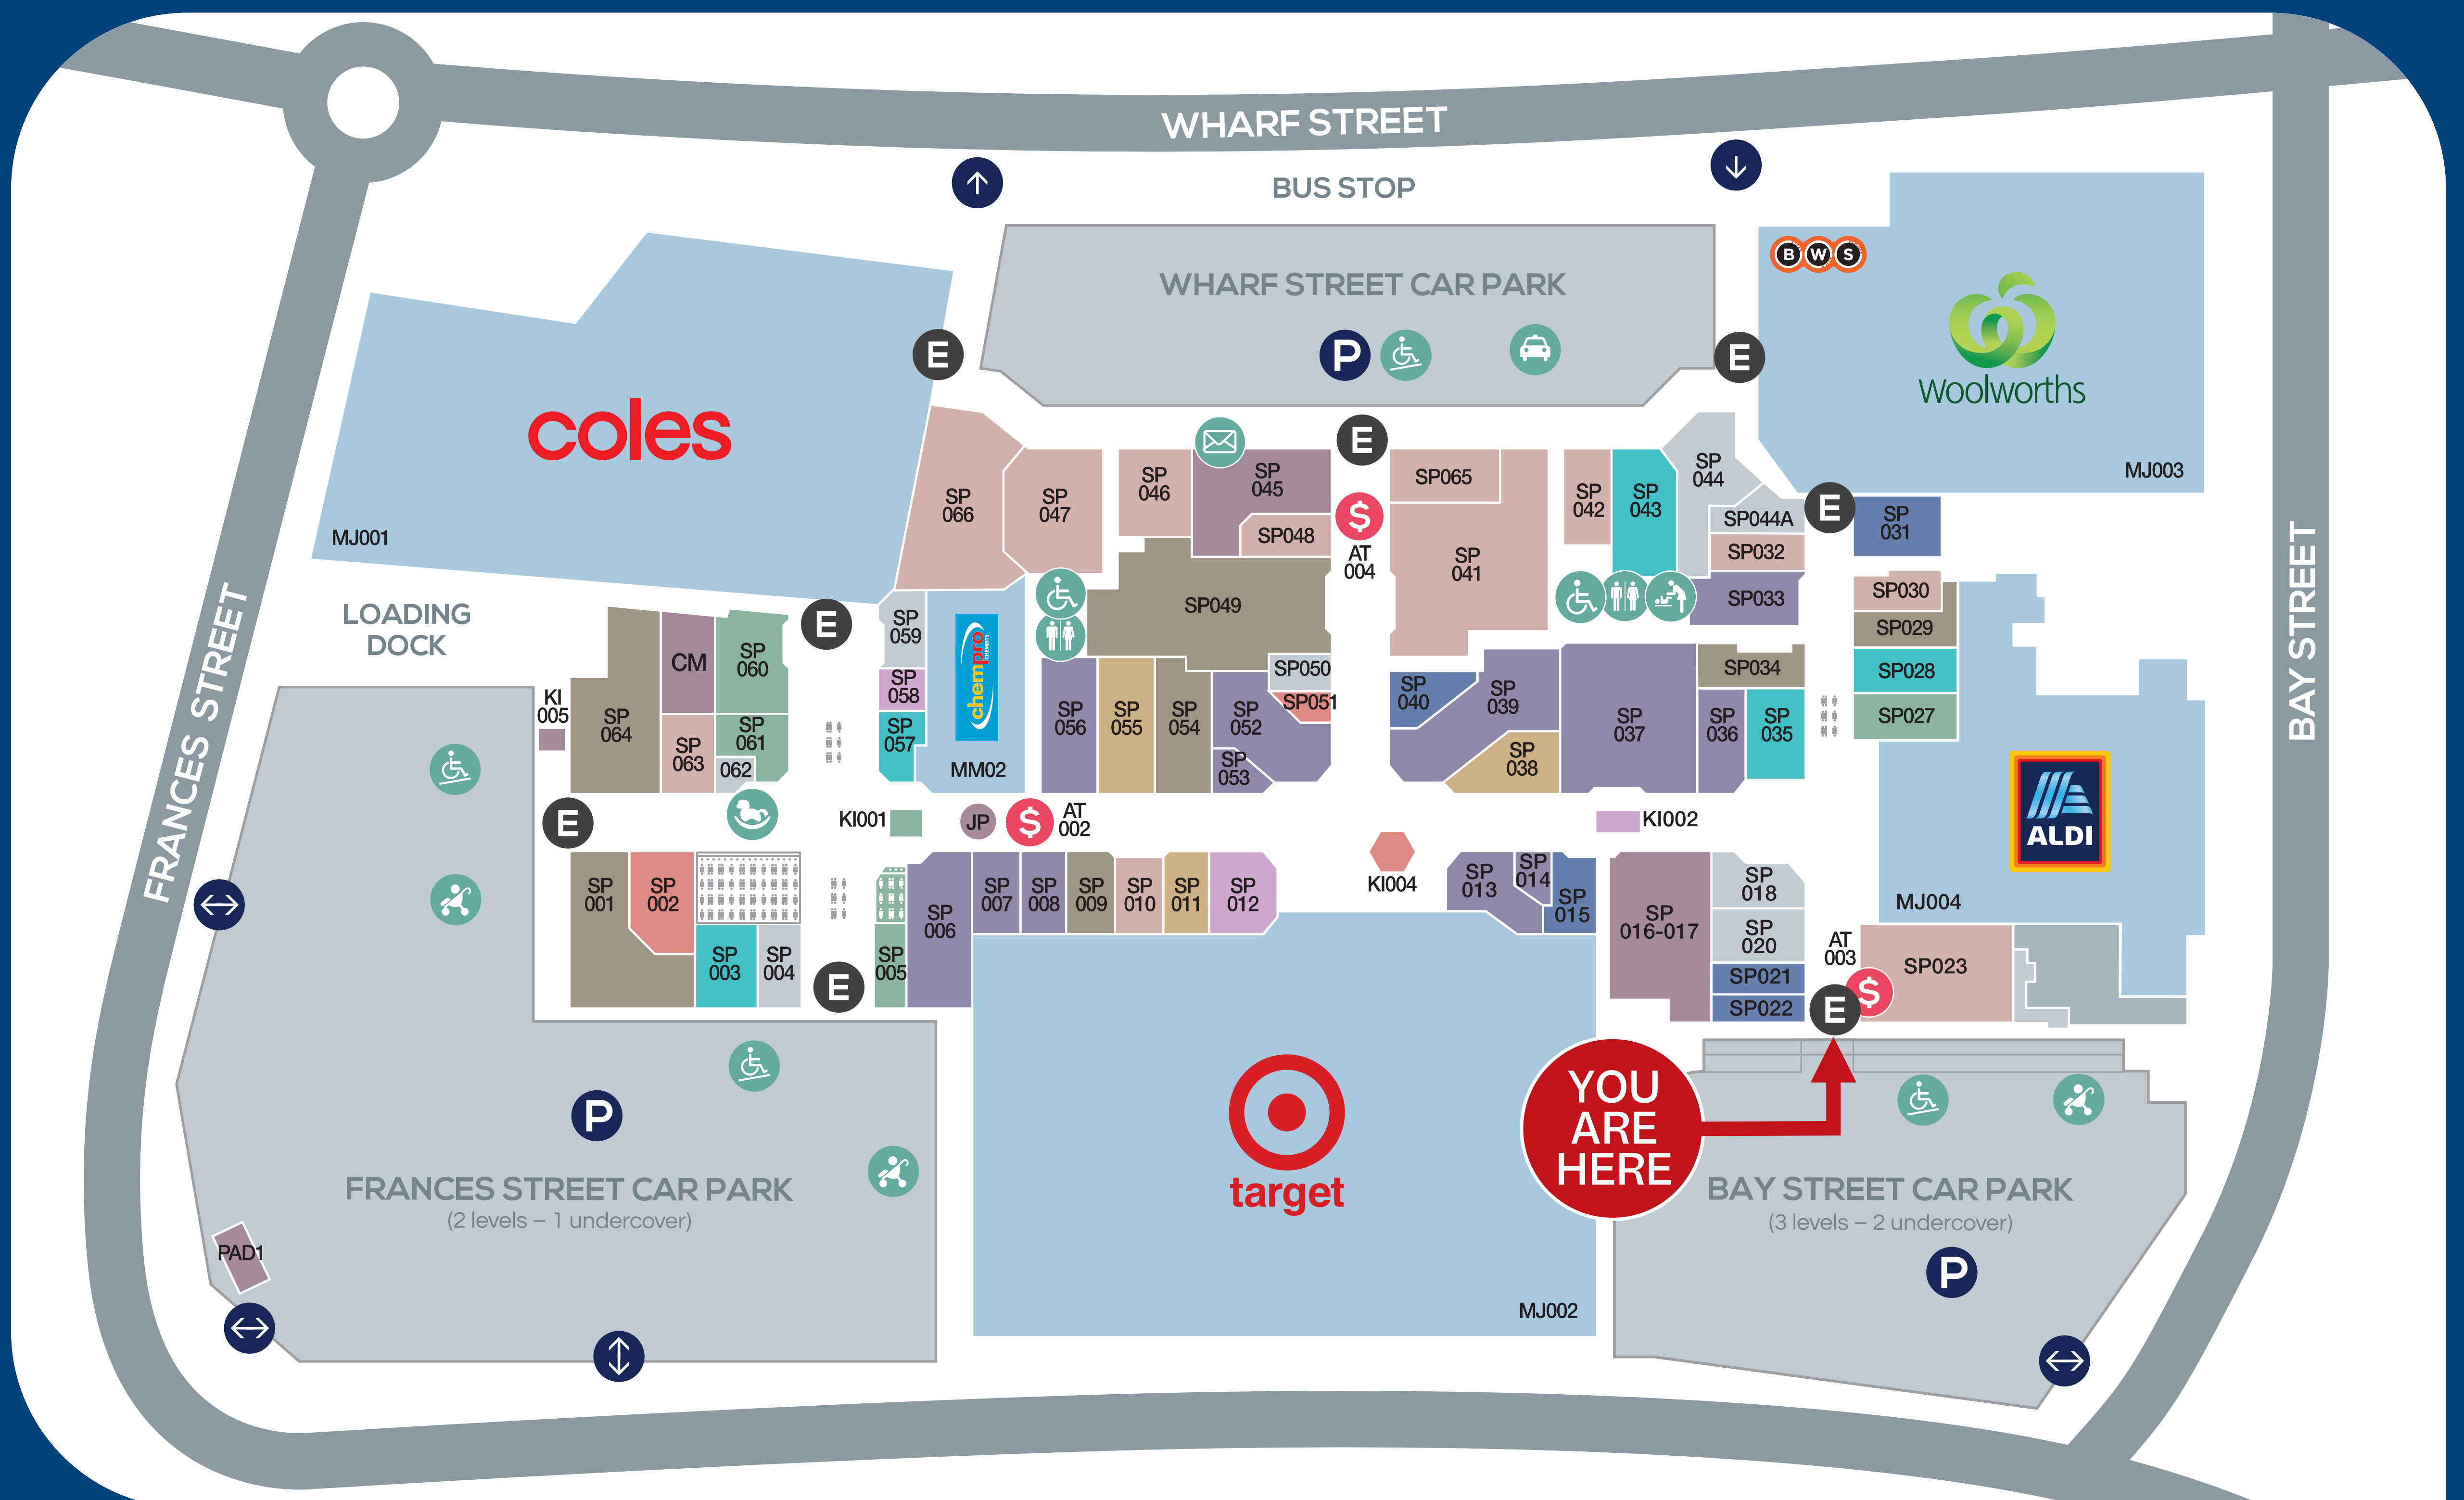 WHARF STREET
BUS STOP
WHARF STREET CAR PARK
P
E
E
BWS
Woolworths
MJ003
coles
MJ001
LOADING
DOCK
FRANCES STREET
BAY STREET
SP
066
SP
047
SP
046
SP
045
SP048
E
$
AT
004
SP065
SP
041
SP
042
SP
043
SP
044
SP044A
SP032
SP033
E
SP
031
SP030
SP029
SP028
SP027
SP049
SP050
SP051
SP
052
SP
053
SP
054
SP
055
SP
056
E
SP
059
SP
058
SP
057
chempro
CHEMISTS
MM02
KI
005
SP
064
CM
SP
060
SP
063
SP
061
062
SP
040
SP
039
SP
038
SP
037
SP034
SP
036
SP
035
ALDI
MJ004
E
KI001
JP
$
AT
002
KI002
KI004
SP
001
SP
002
SP
003
SP
004
E
SP
005
SP
006
SP
007
SP
008
SP
009
SP
010
SP
011
SP
012
SP
013
SP
014
SP
015
SP
016-017
SP
018
SP
020
SP021
SP022
AT
003
$
E
SP023
target
MJ002
YOU
ARE
HERE
P
FRANCES STREET CAR PARK
(2 levels – 1 undercover)
PAD1
BAY STREET CAR PARK
(3 levels – 2 undercover)
P